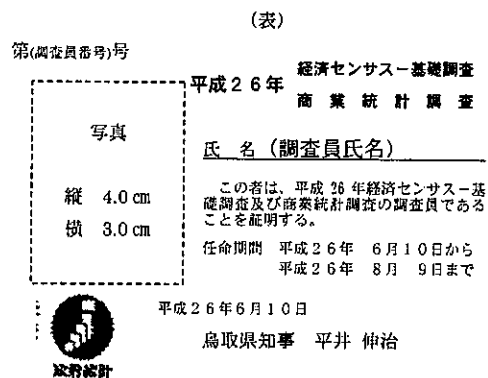 (表)
第(調査員番号)号
平成26年 経済センサス－基礎調査
商業統計調査
写真
縦 4.0 cm
横 3.0 cm
氏 名 (調査員氏名)
この者は、平成 26 年経済センサス－基
礎調査及び商業統計調査の調査員である
ことを証明する。
任命期間 平成26年 6月10日から
平成26年 8月 9日まで
平成26年6月10日
鳥取県知事 平井 伸治
政府統計